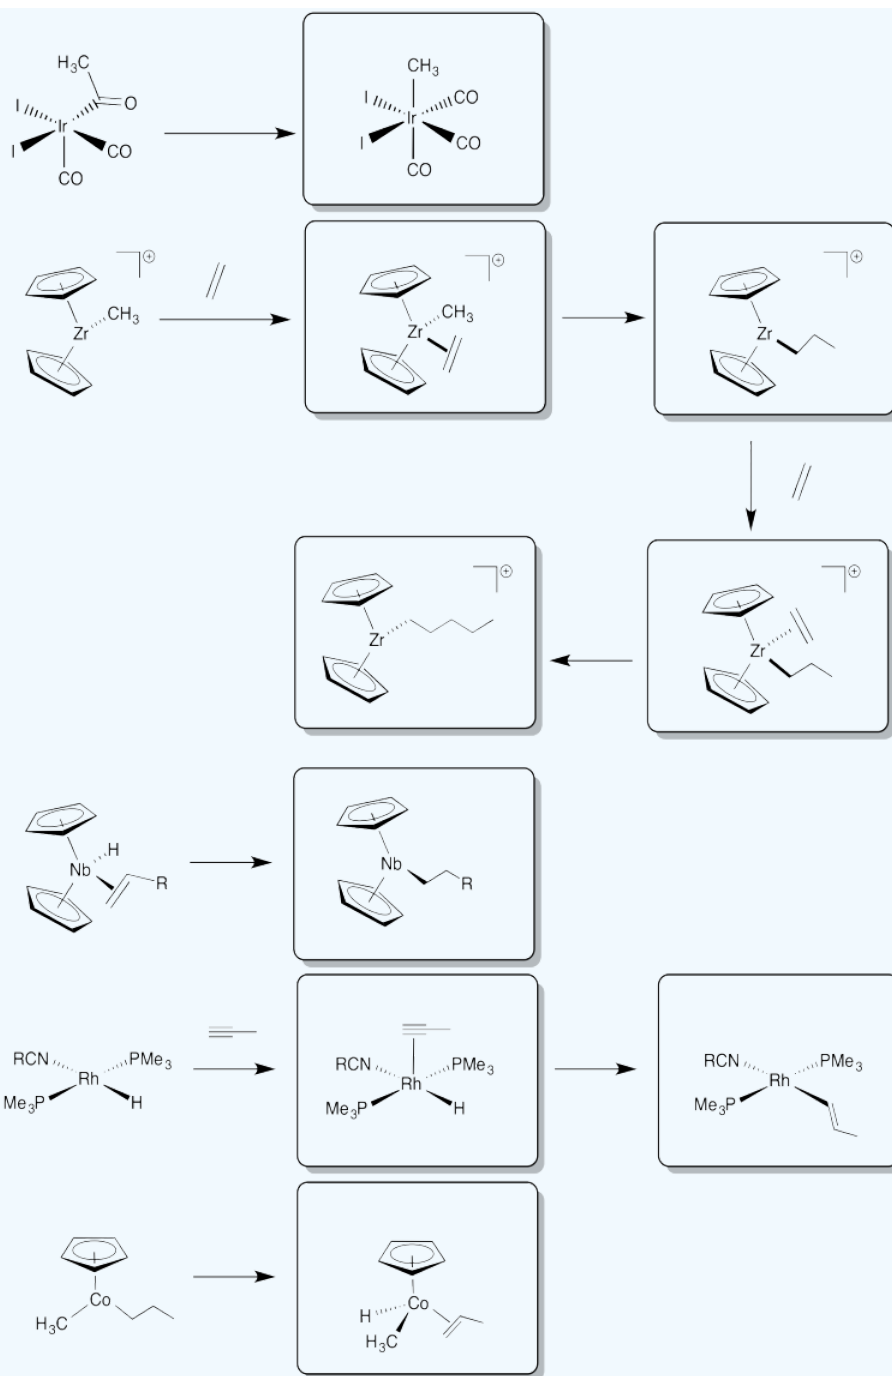 H₃C
O
I
Ir
I
CO
CO
CH₃
I
CO
Ir
I
CO
CO
⊕
Zr
CH₃
⊕
Zr
CH₃
⊕
Zr
⊕
Zr
⊕
Zr
H
Nb
R
Nb
R
RCN
PMe₃
Rh
Me₃P
H
RCN
PMe₃
Rh
Me₃P
H
RCN
PMe₃
Rh
Me₃P
Co
H₃C
H
Co
H₃C